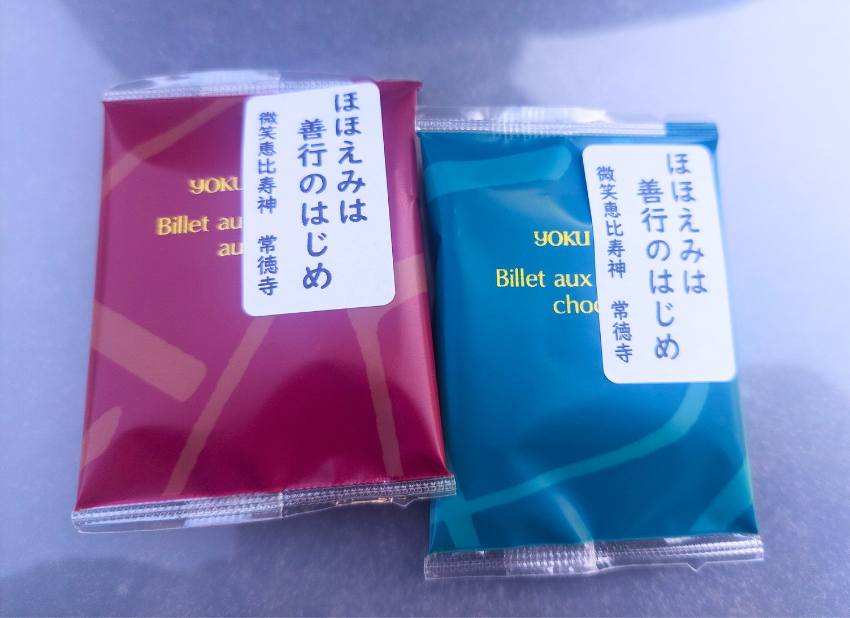 ほほえみは
善行のはじめ
微笑恵比寿神 常徳寺
YOKU
Billet au
au
ほほえみは
善行のはじめ
微笑恵比寿神 常徳寺
YOKU
Billet aux
choc